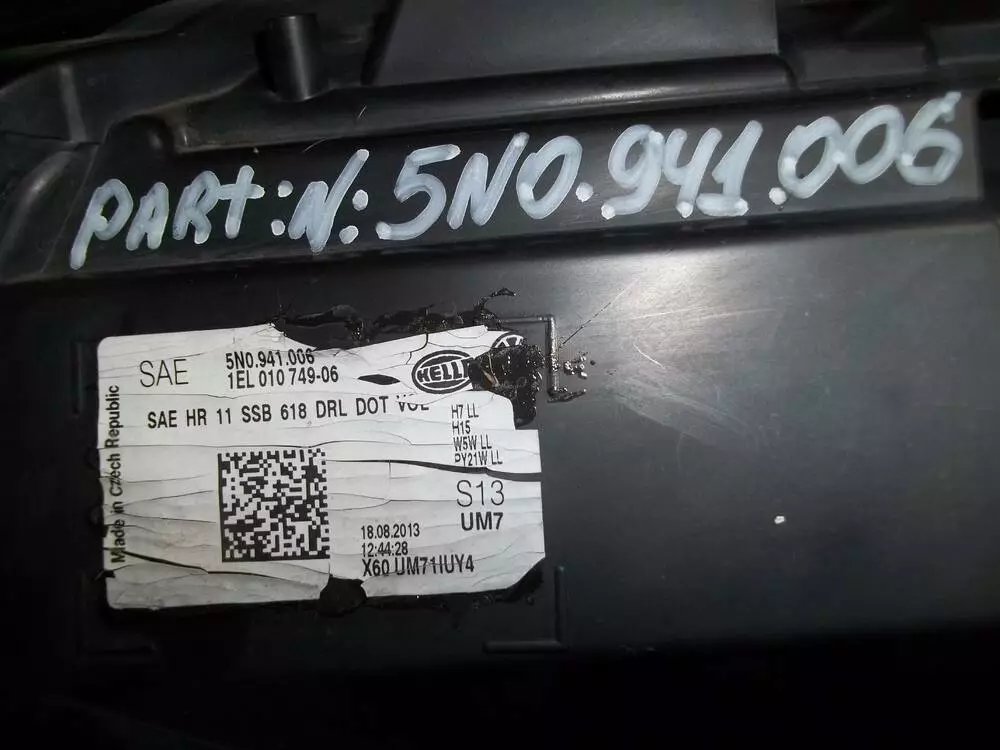 PART:N:5N0.941.006
SAE
5N0.941.006
1EL 010 749-06
HELLA
SAE HR 11 SSB 618 DRL DOT
H7 LL
H15
W5W LL
PY21W LL
Made in Czech Republic
S13
UM7
18.08.2013
12:44:28
X60 UM71IUY4